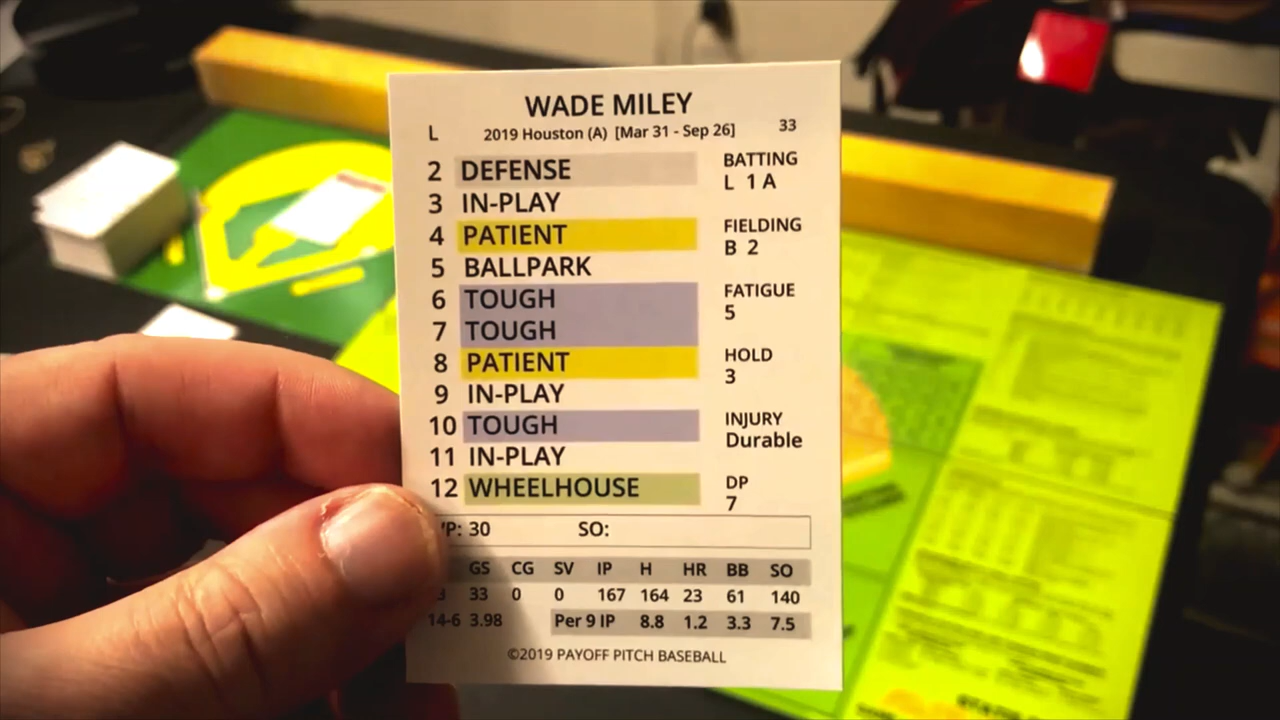 WADE MILEY
L 2019 Houston (A) [Mar 31 - Sep 26] 33
2 DEFENSE
3 IN-PLAY
4 PATIENT
5 BALLPARK
6 TOUGH
7 TOUGH
8 PATIENT
9 IN-PLAY
10 TOUGH
11 IN-PLAY
12 WHEELHOUSE
BATTING
L 1 A
FIELDING
B 2
FATIGUE
5
HOLD
3
INJURY
Durable
DP
7
P: 30 SO:
GS CG SV IP H HR BB SO
33 0 0 167 164 23 61 140
14-6 3.98 Per 9 IP 8.8 1.2 3.3 7.5
©2019 PAYOFF PITCH BASEBALL